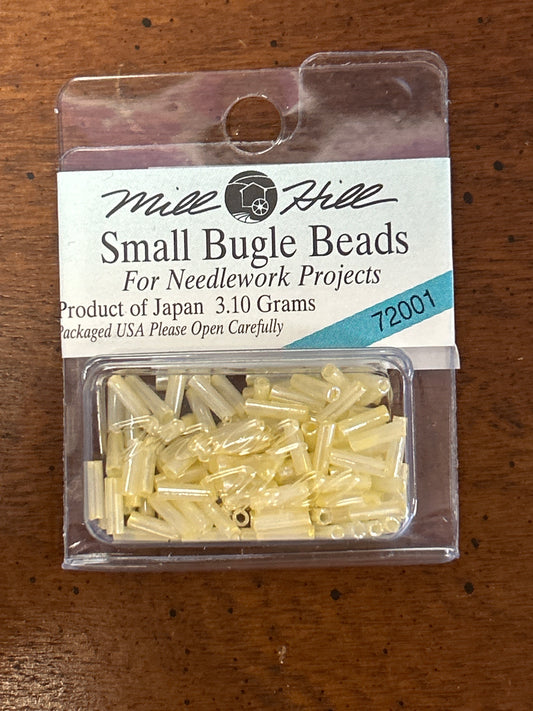 Mill Hill
Small Bugle Beads
For Needlework Projects
Product of Japan 3.10 Grams
Packaged USA Please Open Carefully
72001